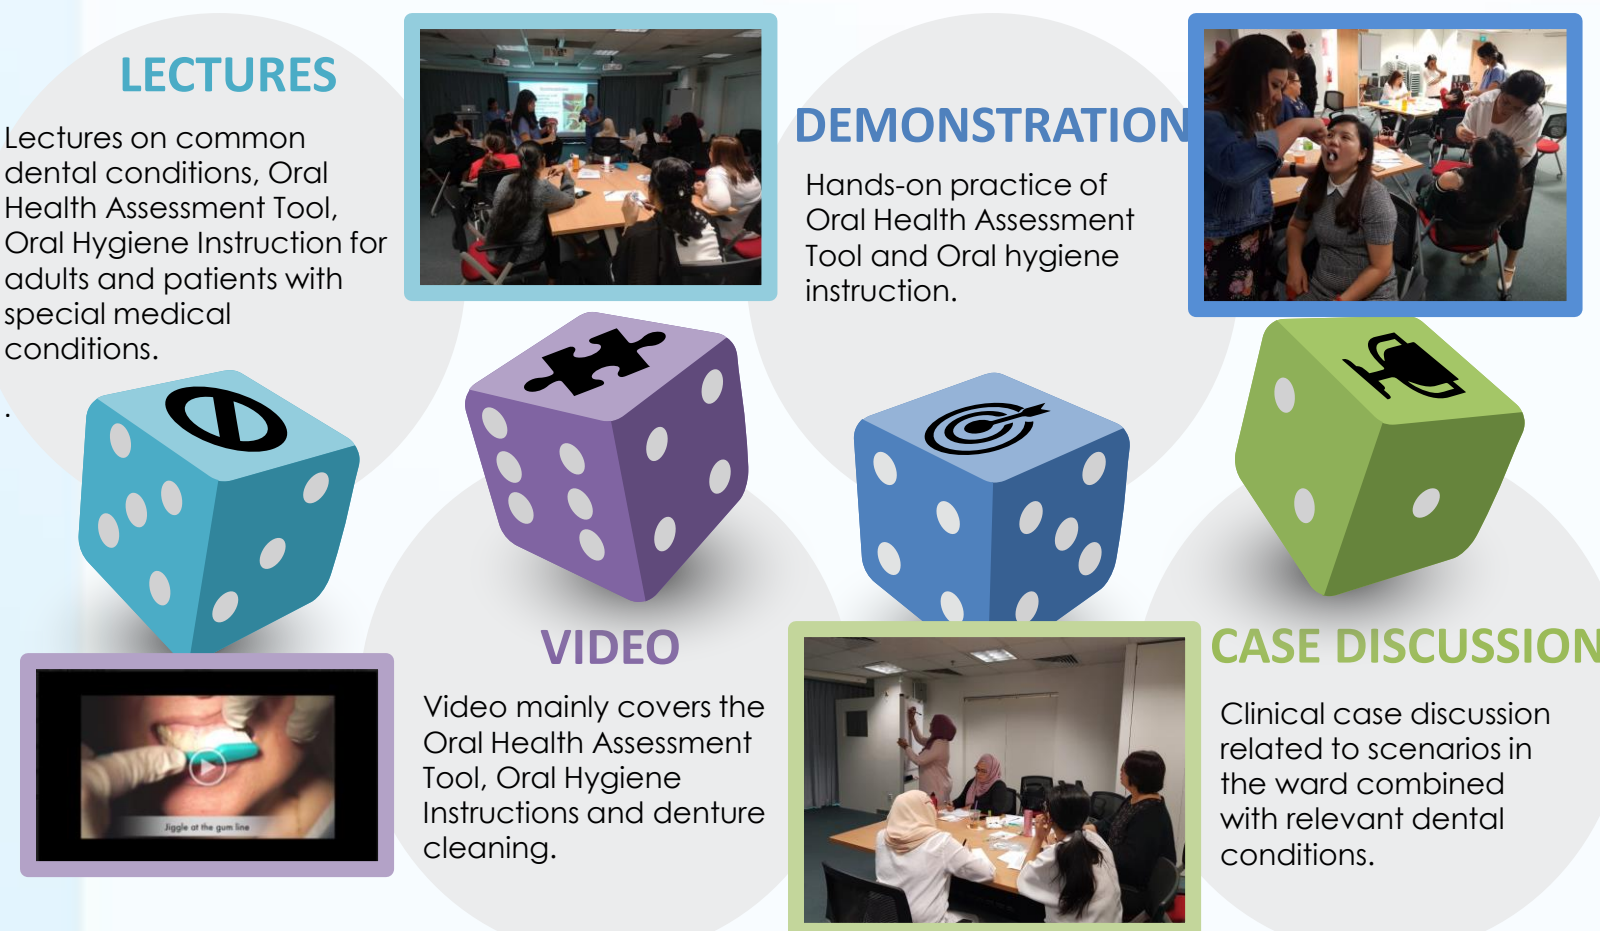 LECTURES
Lectures on common
dental conditions, Oral
Health Assessment Tool,
Oral Hygiene Instruction for
adults and patients with
special medical
conditions.
.
DEMONSTRATION
Hands-on practice of
Oral Health Assessment
Tool and Oral hygiene
instruction.
VIDEO
Video mainly covers the
Oral Health Assessment
Tool, Oral Hygiene
Instructions and denture
cleaning.
Jiggle at the gum line
CASE DISCUSSION
Clinical case discussion
related to scenarios in
the ward combined
with relevant dental
conditions.